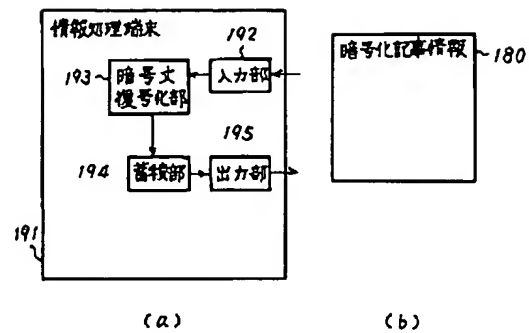 情報処理端末
192
暗号化記事情報
180
193
暗号文
復号化部
入力部
195
194
蓄積部
出力部
191
(a)
(b)